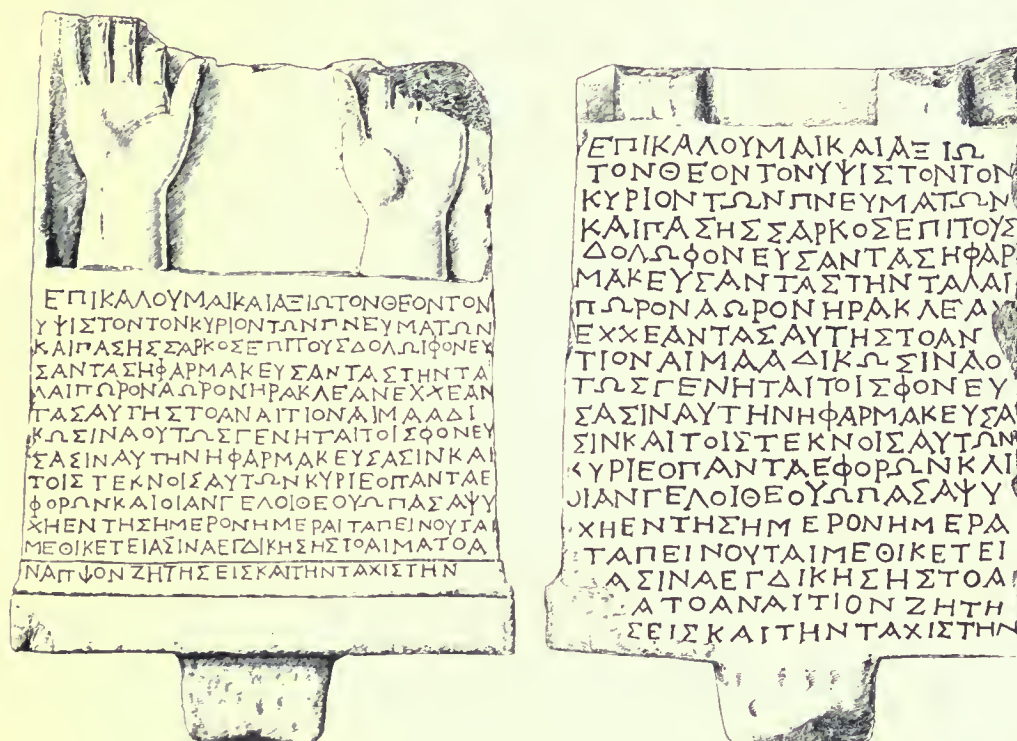 ΕΠΙΚΑΛΟΥΜΑΙΚΑΙΑΞΙΩΤΟΝΘΕΟΝΤΟΝ
ΥΨΙΣΤΟΝΤΟΝΚΥΡΙΟΝΤΩΝΠΝΕΥΜΑΤΩΝ
ΚΑΙΠΑΣΗΣΣΑΡΚΟΣΕΠΙΤΟΥΣΔΟΛΩΙΦΟΝΕΥ
ΣΑΝΤΑΣΗΦΑΡΜΑΚΕΥΣΑΝΤΑΣΤΗΝΤΑ
ΛΑΙΠΩΡΟΝΑΩΡΟΝΗΡΑΚΛΕΑΝΕΧΧΕΑΝ
ΤΑΣΑΥΤΗΣΤΟΑΝΑΙΤΙΟΝΑΙΜΑΑΔΙ
ΚΩΣΙΝΑΟΥΤΩΣΓΕΝΗΤΑΙΤΟΙΣΦΟΝΕΥ
ΣΑΣΙΝΑΥΤΗΝΗΦΑΡΜΑΚΕΥΣΑΣΙΝΚΑΙ
ΤΟΙΣΤΕΚΝΟΙΣΑΥΤΩΝΚΥΡΙΕΟΠΑΝΤΑΕ
ΦΟΡΩΝΚΑΙΟΙΑΝΓΕΛΟΙΘΕΟΥΩΠΑΣΑΨΥ
ΧΗΕΝΤΗΣΗΜΕΡΟΝΗΜΕΡΑΙΤΑΠΕΙΝΟΥΤΑΙ
ΜΕΘΙΚΕΤΕΙΑΣΙΝΑΕΓΔΙΚΗΣΗΣΤΟΑΙΜΑΤΟΑ
ΝΑΙΤΙΟΝΖΗΤΗΣΕΙΣΚΑΙΤΗΝΤΑΧΙΣΤΗΝ
ΕΠΙΚΑΛΟΥΜΑΙΚΑΙΑΞΙΩ
ΤΟΝΘΕΟΝΤΟΝΥΨΙΣΤΟΝΤΟΝ
ΚΥΡΙΟΝΤΩΝΠΝΕΥΜΑΤΩΝ
ΚΑΙΠΑΣΗΣΣΑΡΚΟΣΕΠΙΤΟΥΣ
ΔΟΛΩΦΟΝΕΥΣΑΝΤΑΣΗΦΑΡ
ΜΑΚΕΥΣΑΝΤΑΣΤΗΝΤΑΛΑΙ
ΠΩΡΟΝΑΩΡΟΝΗΡΑΚΛΕΑΝ
ΕΧΧΕΑΝΤΑΣΑΥΤΗΣΤΟΑΝ
ΤΙΟΝΑΙΜΑΑΔΙΚΩΣΙΝΑΟ
ΤΩΣΓΕΝΗΤΑΙΤΟΙΣΦΟΝΕΥ
ΣΑΣΙΝΑΥΤΗΝΗΦΑΡΜΑΚΕΥΣΑ
ΣΙΝΚΑΙΤΟΙΣΤΕΚΝΟΙΣΑΥΤΩΝ
ΚΥΡΙΕΟΠΑΝΤΑΕΦΟΡΩΝΚΑΙ
ΟΙΑΝΓΕΛΟΙΘΕΟΥΩΠΑΣΑΨΥ
ΧΗΕΝΤΗΣΗΜΕΡΟΝΗΜΕΡΑ
ΤΑΠΕΙΝΟΥΤΑΙΜΕΘΙΚΕΤΕΙ
ΑΣΙΝΑΕΓΔΙΚΗΣΗΣΤΟΑ
ΑΤΟΑΝΑΙΤΙΟΝΖΗΤΗ
ΣΕΙΣΚΑΙΤΗΝΤΑΧΙΣΤΗΝ